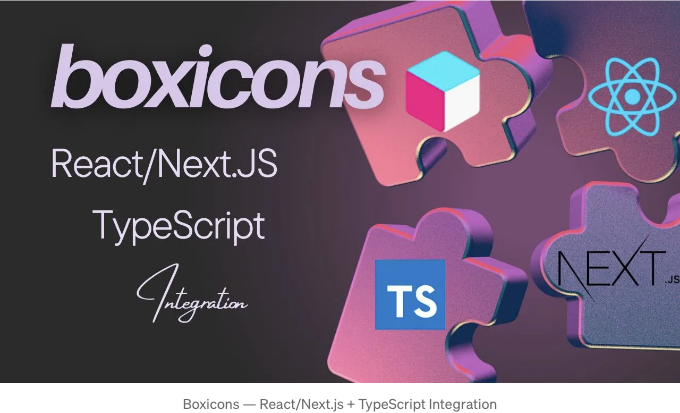 boxicons
React/Next.JS
TypeScript
Integration
TS
NEXT.JS
Boxicons — React/Next.js + TypeScript Integration